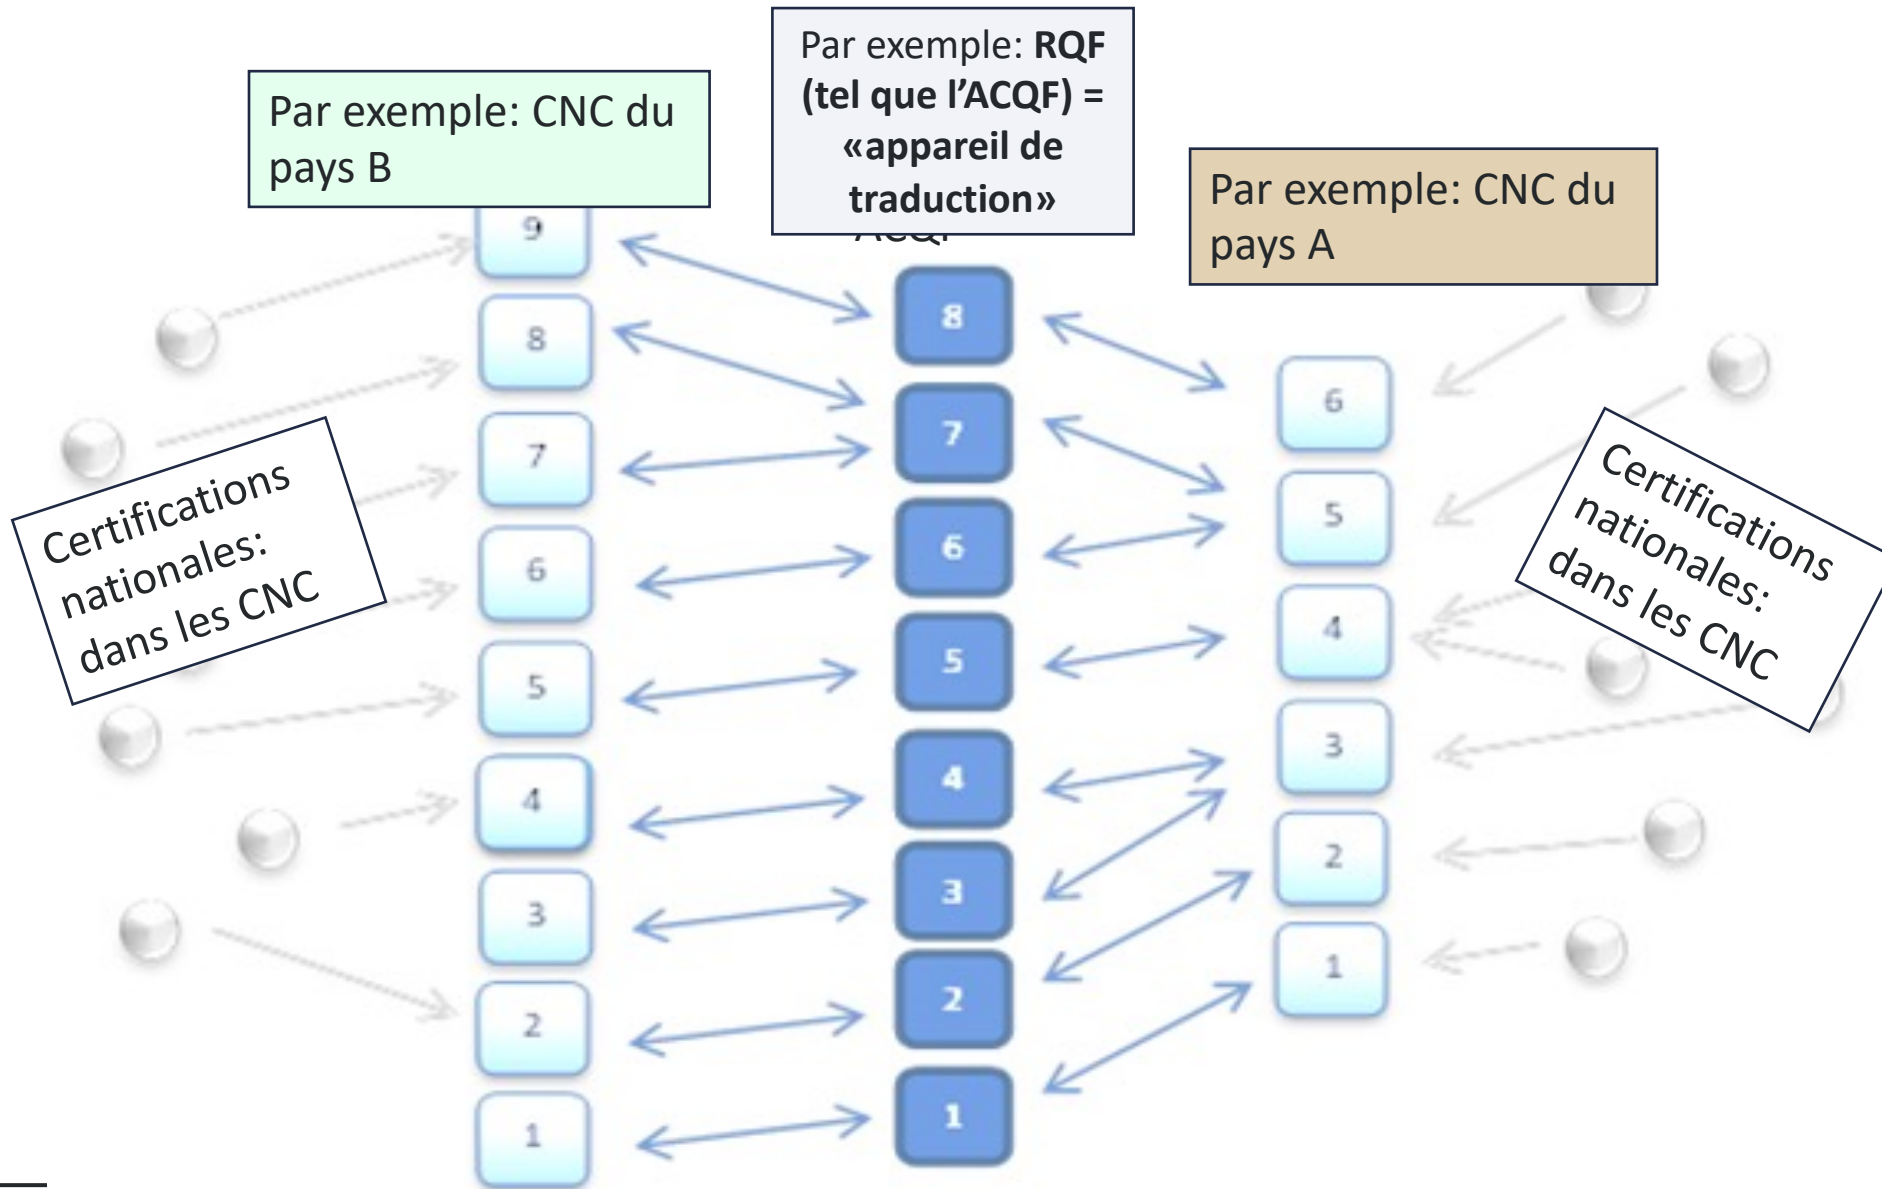 Par exemple: CNC du
pays B
Par exemple: RQF
(tel que l’ACQF) =
«appareil de
traduction»
Par exemple: CNC du
pays A
Certifications
nationales:
dans les CNC
9
8
7
6
5
4
3
2
1
8
7
6
5
4
3
2
1
6
5
4
3
2
1
Certifications
nationales:
dans les CNC